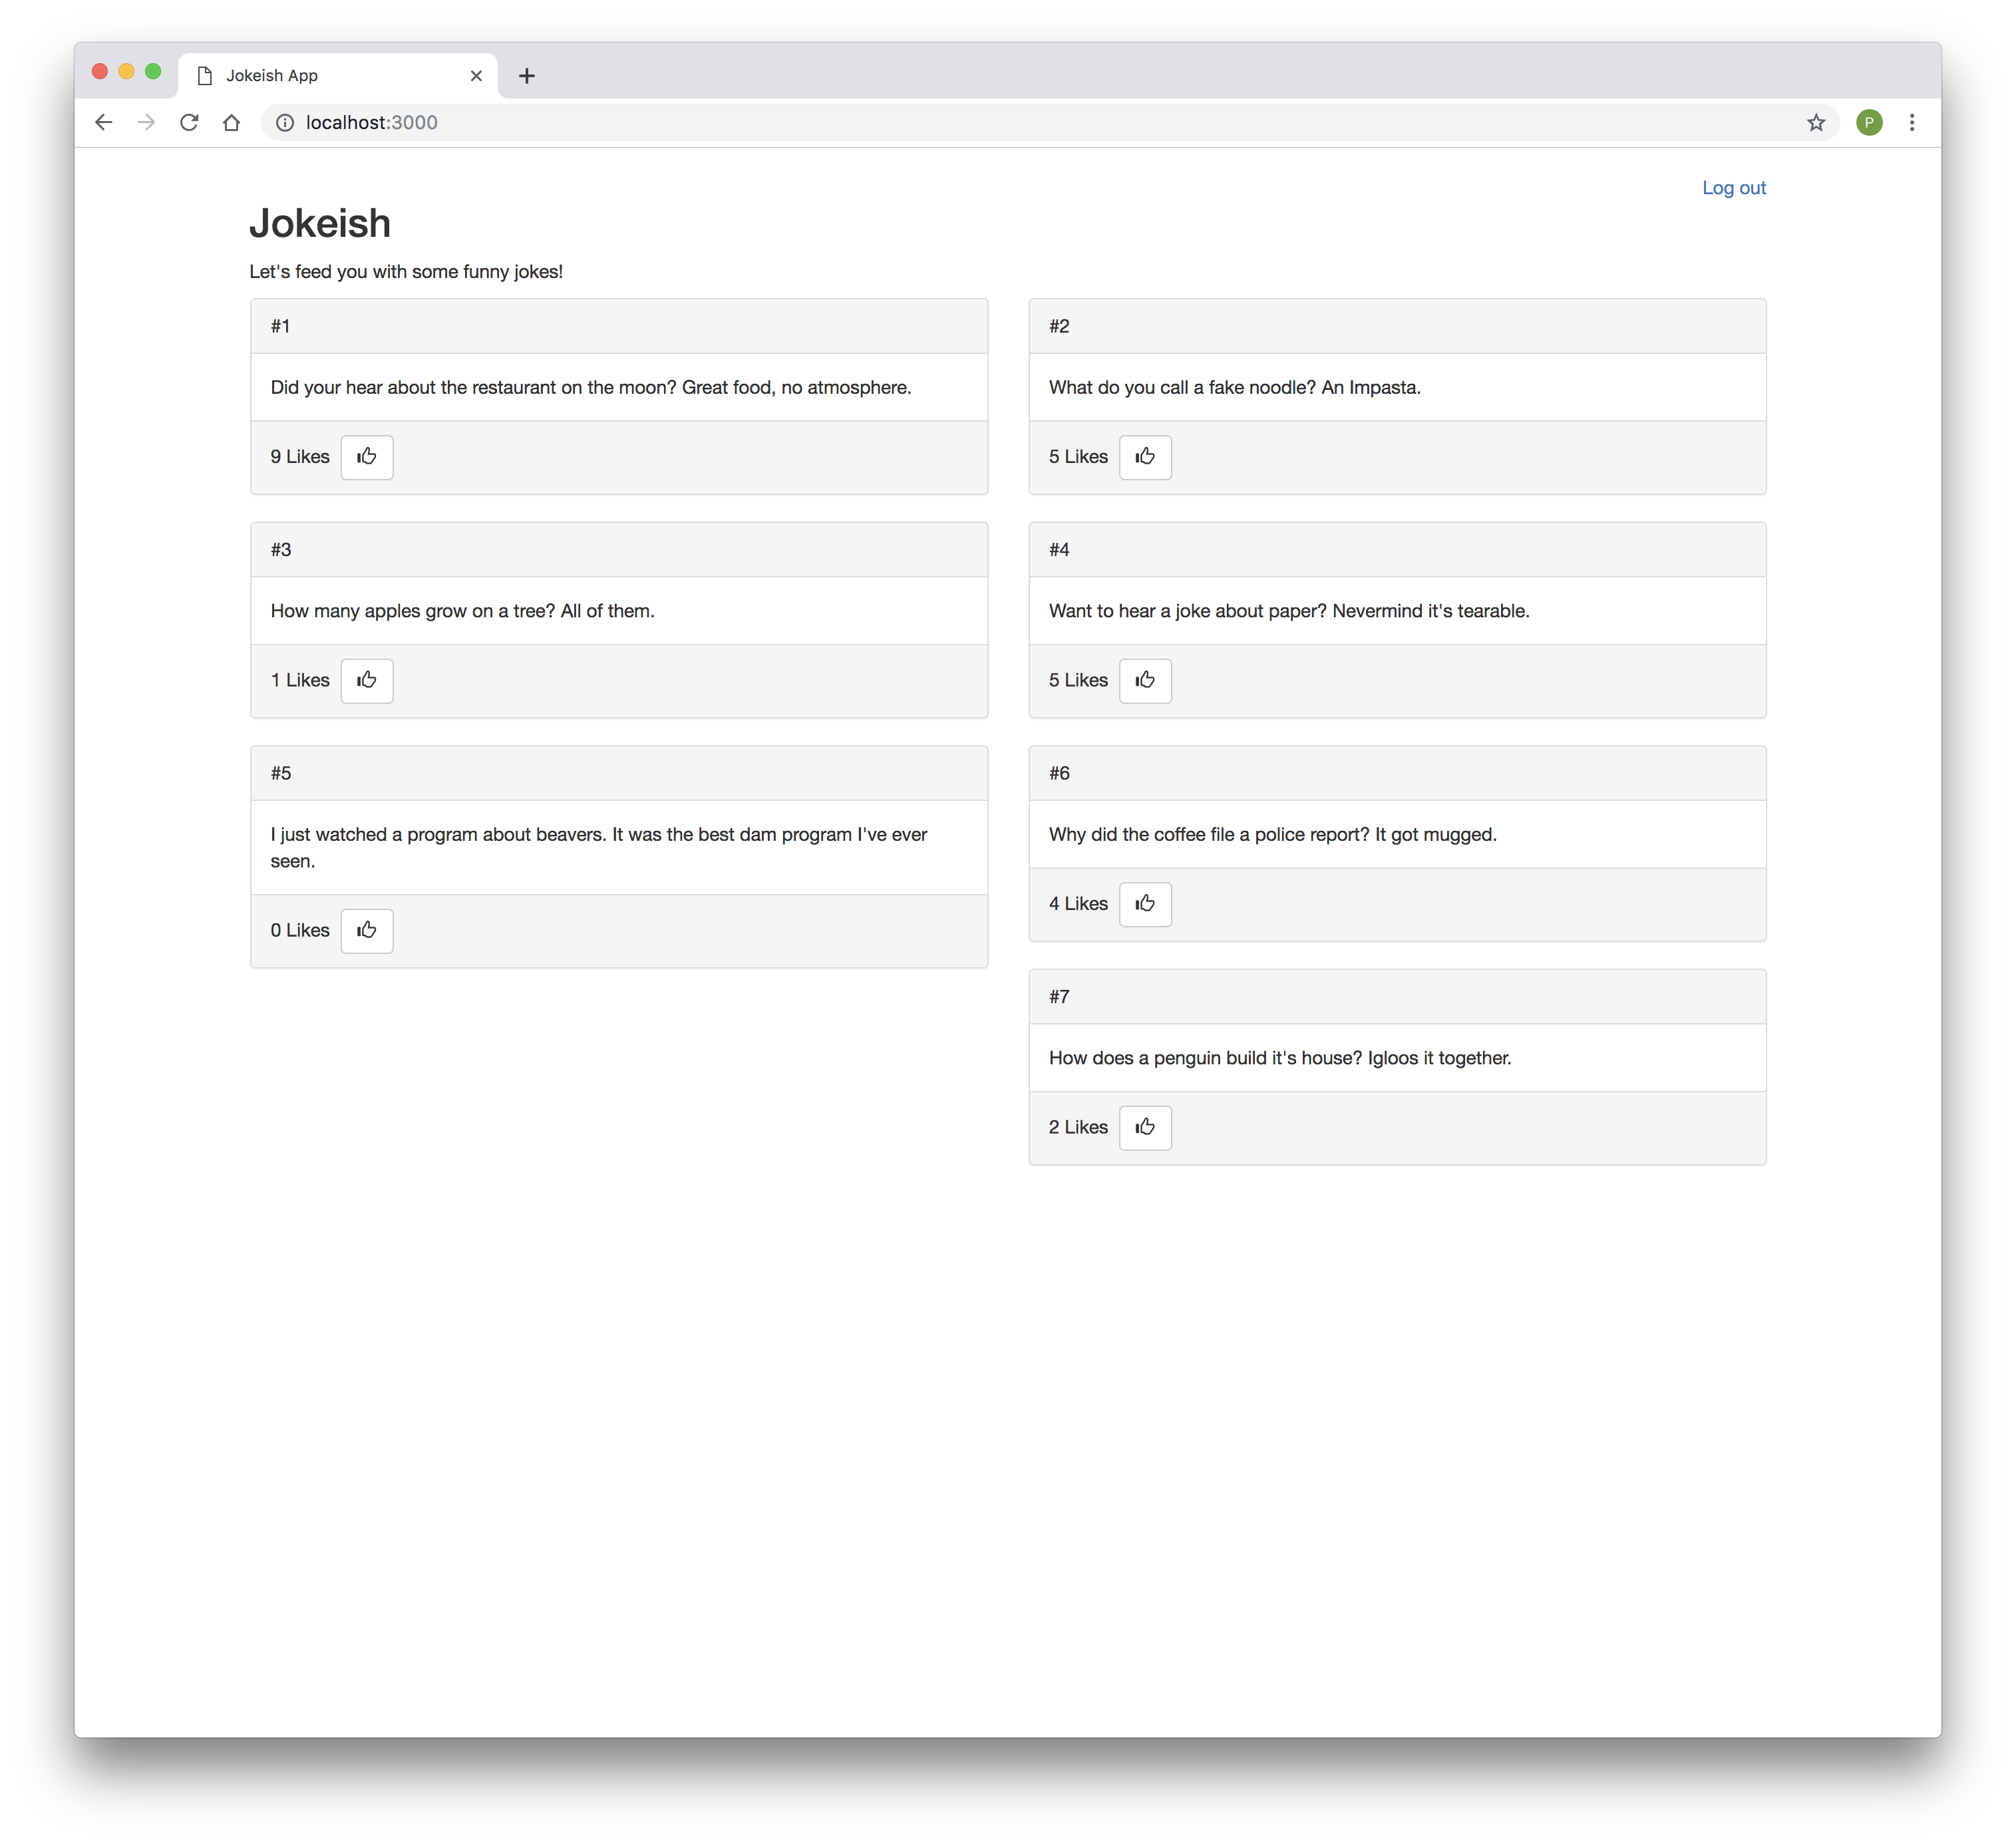 Jokeish App
localhost:3000
P
Log out
Jokeish
Let's feed you with some funny jokes!
#1
Did your hear about the restaurant on the moon? Great food, no atmosphere.
9 Likes
#2
What do you call a fake noodle? An Impasta.
5 Likes
#3
How many apples grow on a tree? All of them.
1 Likes
#4
Want to hear a joke about paper? Nevermind it's tearable.
5 Likes
#5
I just watched a program about beavers. It was the best dam program I've ever
seen.
0 Likes
#6
Why did the coffee file a police report? It got mugged.
4 Likes
#7
How does a penguin build it's house? Igloos it together.
2 Likes